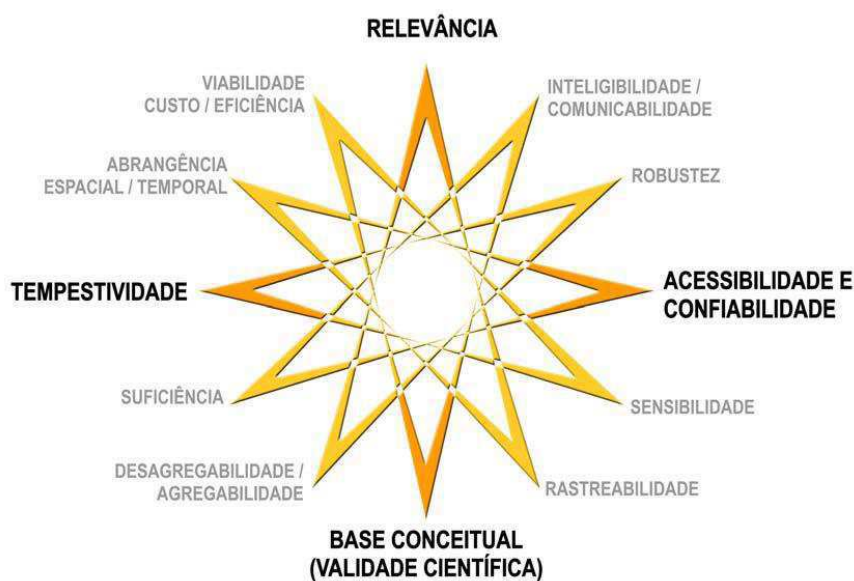 RELEVÂNCIA
VIABILIDADE
CUSTO / EFICIÊNCIA
INTELIGIBILIDADE /
COMUNICABILIDADE
ABRANGÊNCIA
ESPACIAL / TEMPORAL
ROBUSTEZ
TEMPESTIVIDADE
ACESSIBILIDADE E
CONFIABILIDADE
SUFICIÊNCIA
SENSIBILIDADE
DESAGREGABILIDADE /
AGREGABILIDADE
RASTREABILIDADE
BASE CONCEITUAL
(VALIDADE CIENTÍFICA)